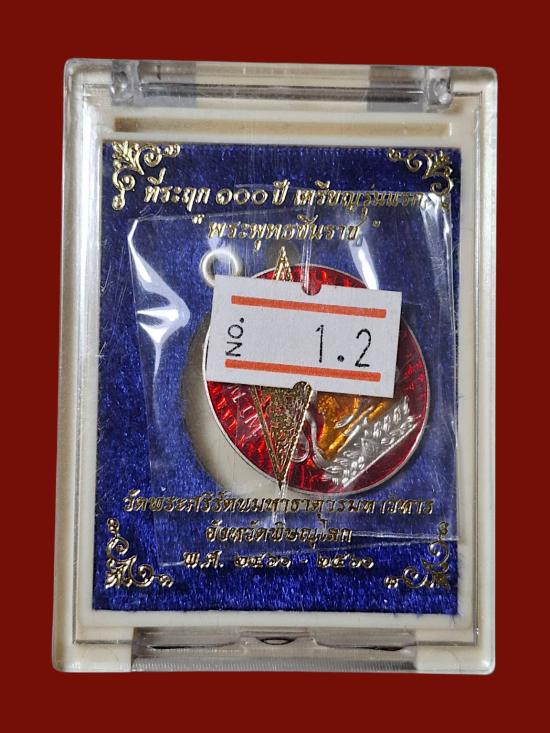 ที่ระฤก ๑๐๐ ปี เหรียญรุ่นแรก
"พระพุทธชินราช"
NO. 1.2
วัดพระศรีรัตนมหาธาตุวรมหาวิหาร
จังหวัดพิษณุโลก
พ.ศ. ๒๔๖๐ - ๒๕๖๐